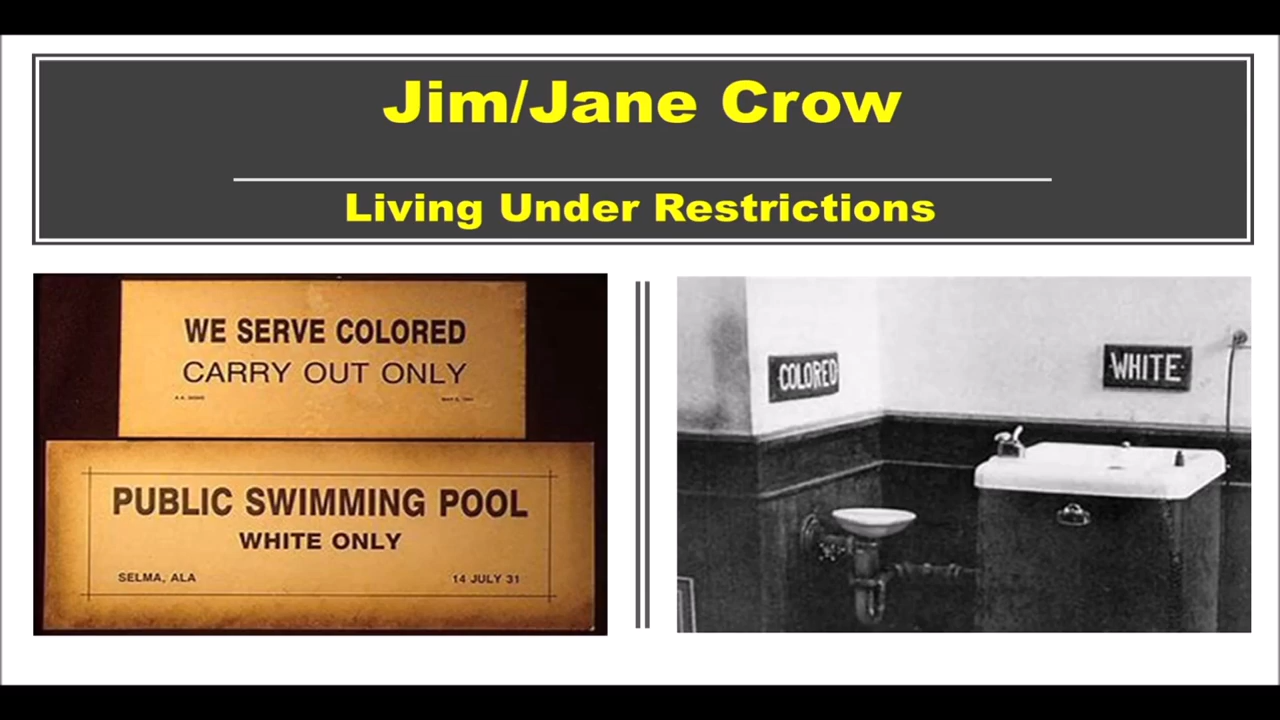 Jim/Jane Crow
Living Under Restrictions
WE SERVE COLORED
CARRY OUT ONLY
PUBLIC SWIMMING POOL
WHITE ONLY
SELMA, ALA
14 JULY 31
COLORED
WHITE